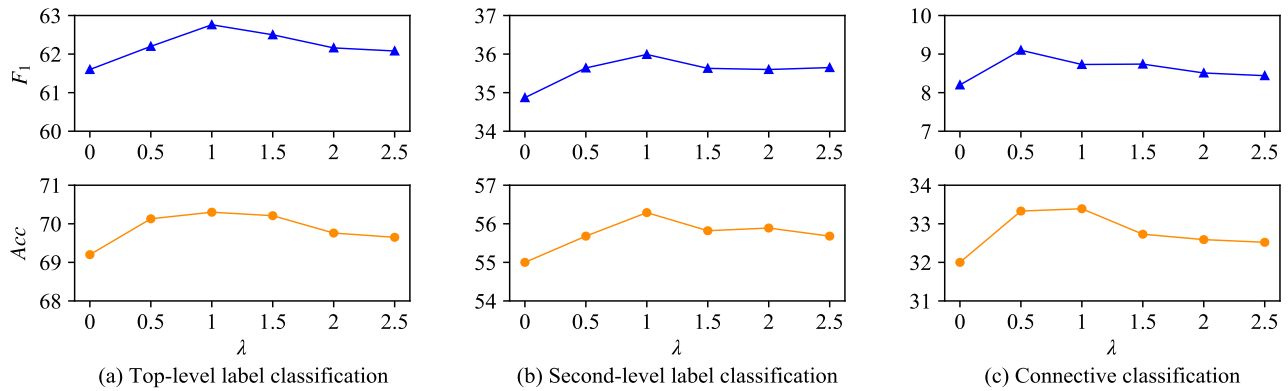 63
62
61
60
F1
0 0.5 1 1.5 2 2.5
37
36
35
34
0 0.5 1 1.5 2 2.5
10
9
8
7
0 0.5 1 1.5 2 2.5
71
70
69
68
Acc
0 0.5 1 1.5 2 2.5
λ
57
56
55
54
0 0.5 1 1.5 2 2.5
λ
34
33
32
31
0 0.5 1 1.5 2 2.5
λ
(a) Top-level label classification
(b) Second-level label classification
(c) Connective classification